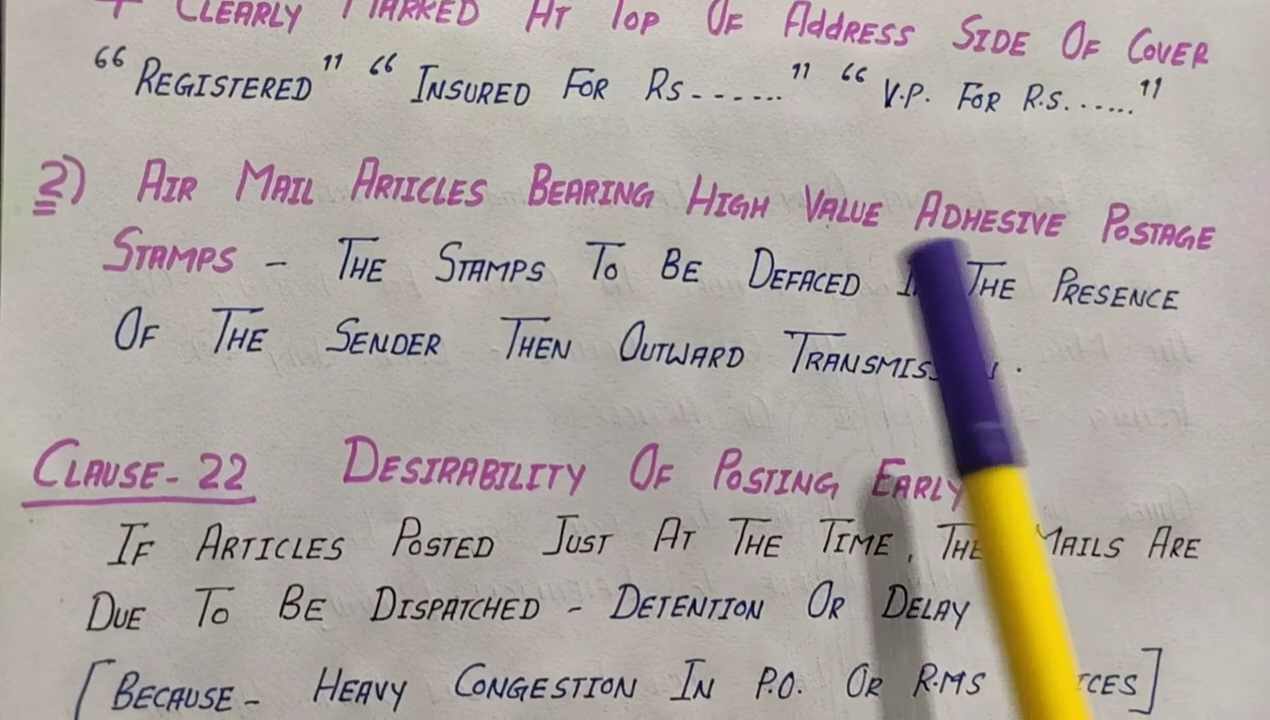 CLEARLY MARKED AT TOP OF ADDRESS SIDE OF COVER
"REGISTERED" "INSURED FOR RS-......" "V.P. FOR R.S......"
2) AIR MAIL ARTICLES BEARING HIGH VALUE ADHESIVE POSTAGE
STAMPS - THE STAMPS TO BE DEFACED THE PRESENCE
OF THE SENDER THEN OUTWARD
CLAUSE-22 DESIRABILITY OF POSTING EARLY
IF ARTICLES POSTED JUST AT THE TIME, THE MAILS ARE
DUE TO BE DISPATCHED - DETENTION OR DELAY
[BECAUSE - HEAVY CONGESTION IN P.O. OR R.M.S ]